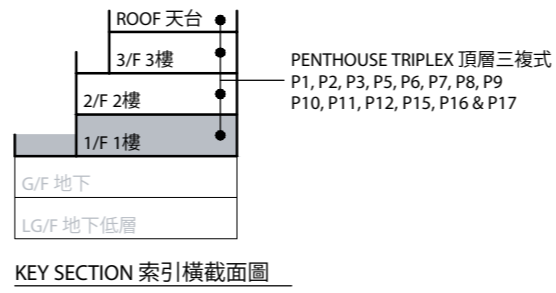 ROOF 天台
3/F 3樓
2/F 2樓
1/F 1樓
G/F 地下
LG/F 地下低層
PENTHOUSE TRIPLEX 頂層三複式
P1, P2, P3, P5, P6, P7, P8, P9
P10, P11, P12, P15, P16 & P17
KEY SECTION 索引橫截面圖